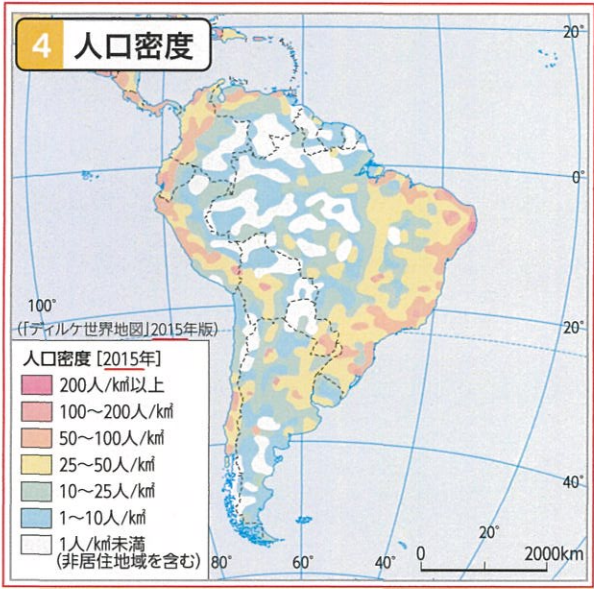 4 人口密度
20°
0°
100°
(「ディルケ世界地図」2015年版)
20°
人口密度 [2015年]
200人/㎢以上
100〜200人/㎢
50〜100人/㎢
25〜50人/㎢
10〜25人/㎢
1〜10人/㎢
1人/㎢未満
(非居住地域を含む)
40°
20°
80° 60° 40° 0 2000km